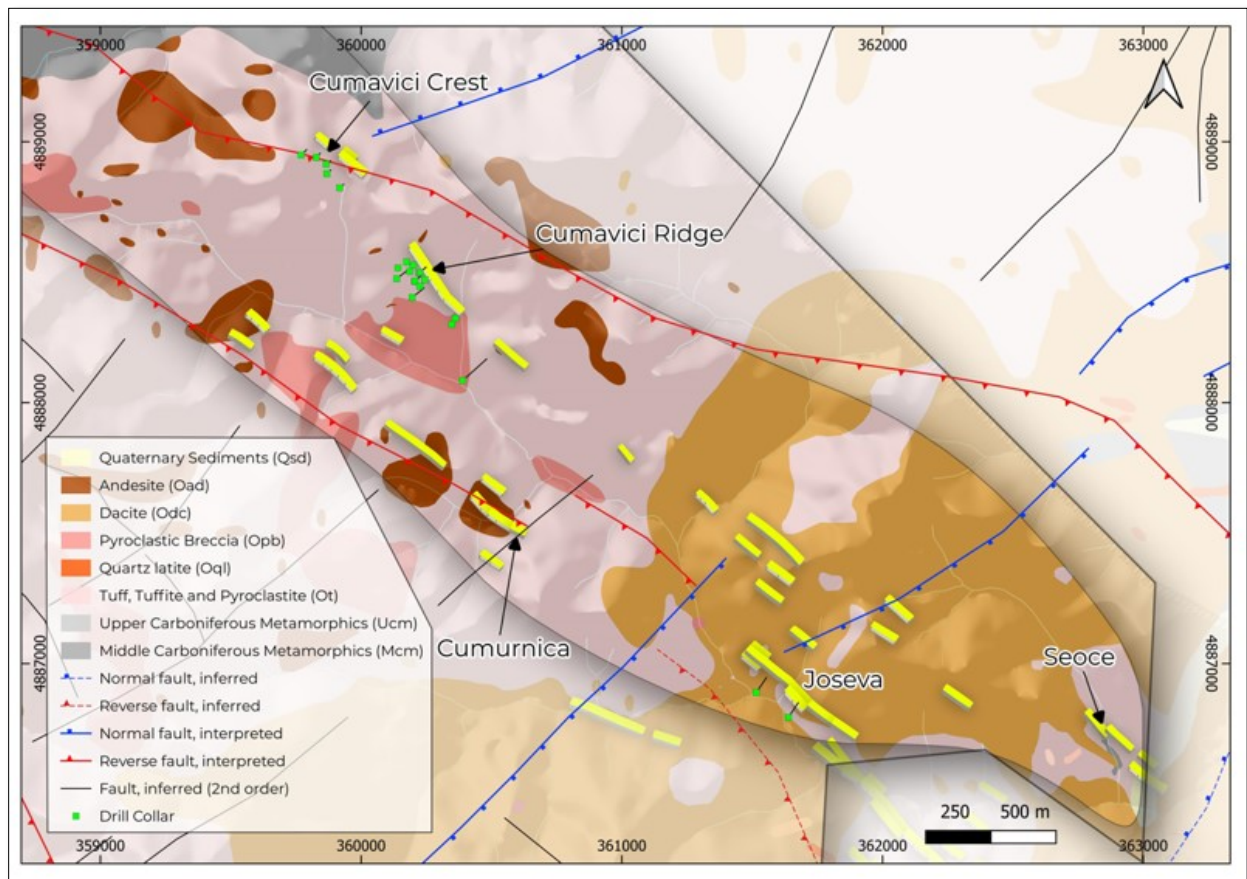 359000
360000
361000
362000
363000
Cumavici Crest
4889000
4889000
Cumavici Ridge
4888000
4888000
Quaternary Sediments (Qsd)
Andesite (Oad)
Dacite (Odc)
Pyroclastic Breccia (Opb)
Quartz latite (Oql)
Tuff, Tuffite and Pyroclastite (Ot)
Upper Carboniferous Metamorphics (Ucm)
Middle Carboniferous Metamorphics (Mcm)
Normal fault, inferred
Reverse fault, inferred
Normal fault, interpreted
Reverse fault, interpreted
Fault, inferred (2nd order)
Drill Collar
Cumurnica
Joseva
Seoce
4887000
4887000
250 500 m
359000
360000
361000
362000
363000